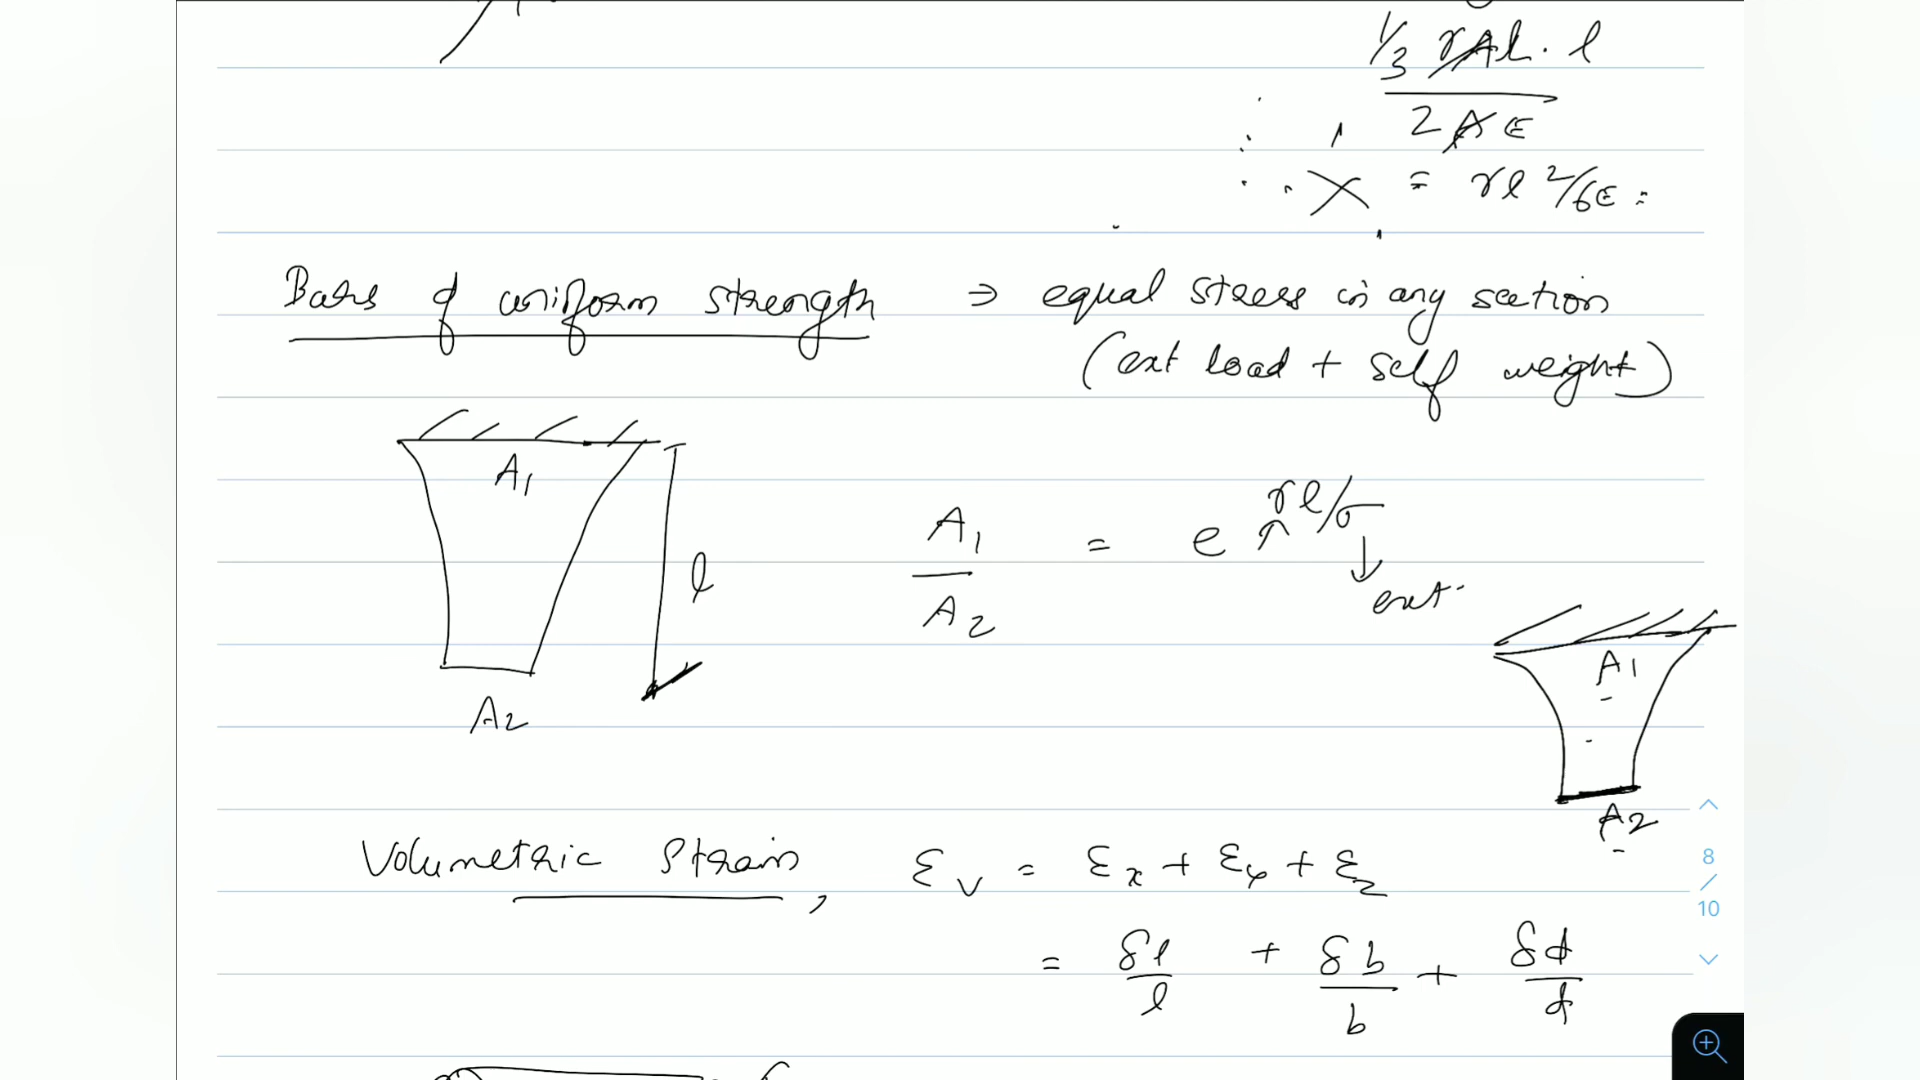 1/3 γAl . l
2AE
= γl²/6E =
Bars of uniform strength ⇒ equal stress in any section
(ext load + self weight)
A1
l
A2
A1/A2 = e^γl/σ
ext.
A1
A2
Volumetric Strain, εv = εx + εy + εz
= δl/l + δb/b + δd/d
8
/
10